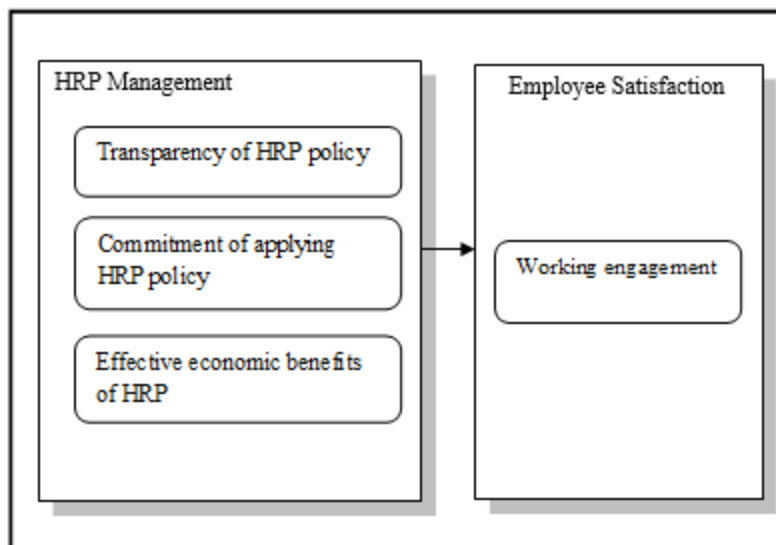 HRP Management
Transparency of HRP policy
Commitment of applying
HRP policy
Effective economic benefits
of HRP
Employee Satisfaction
Working engagement